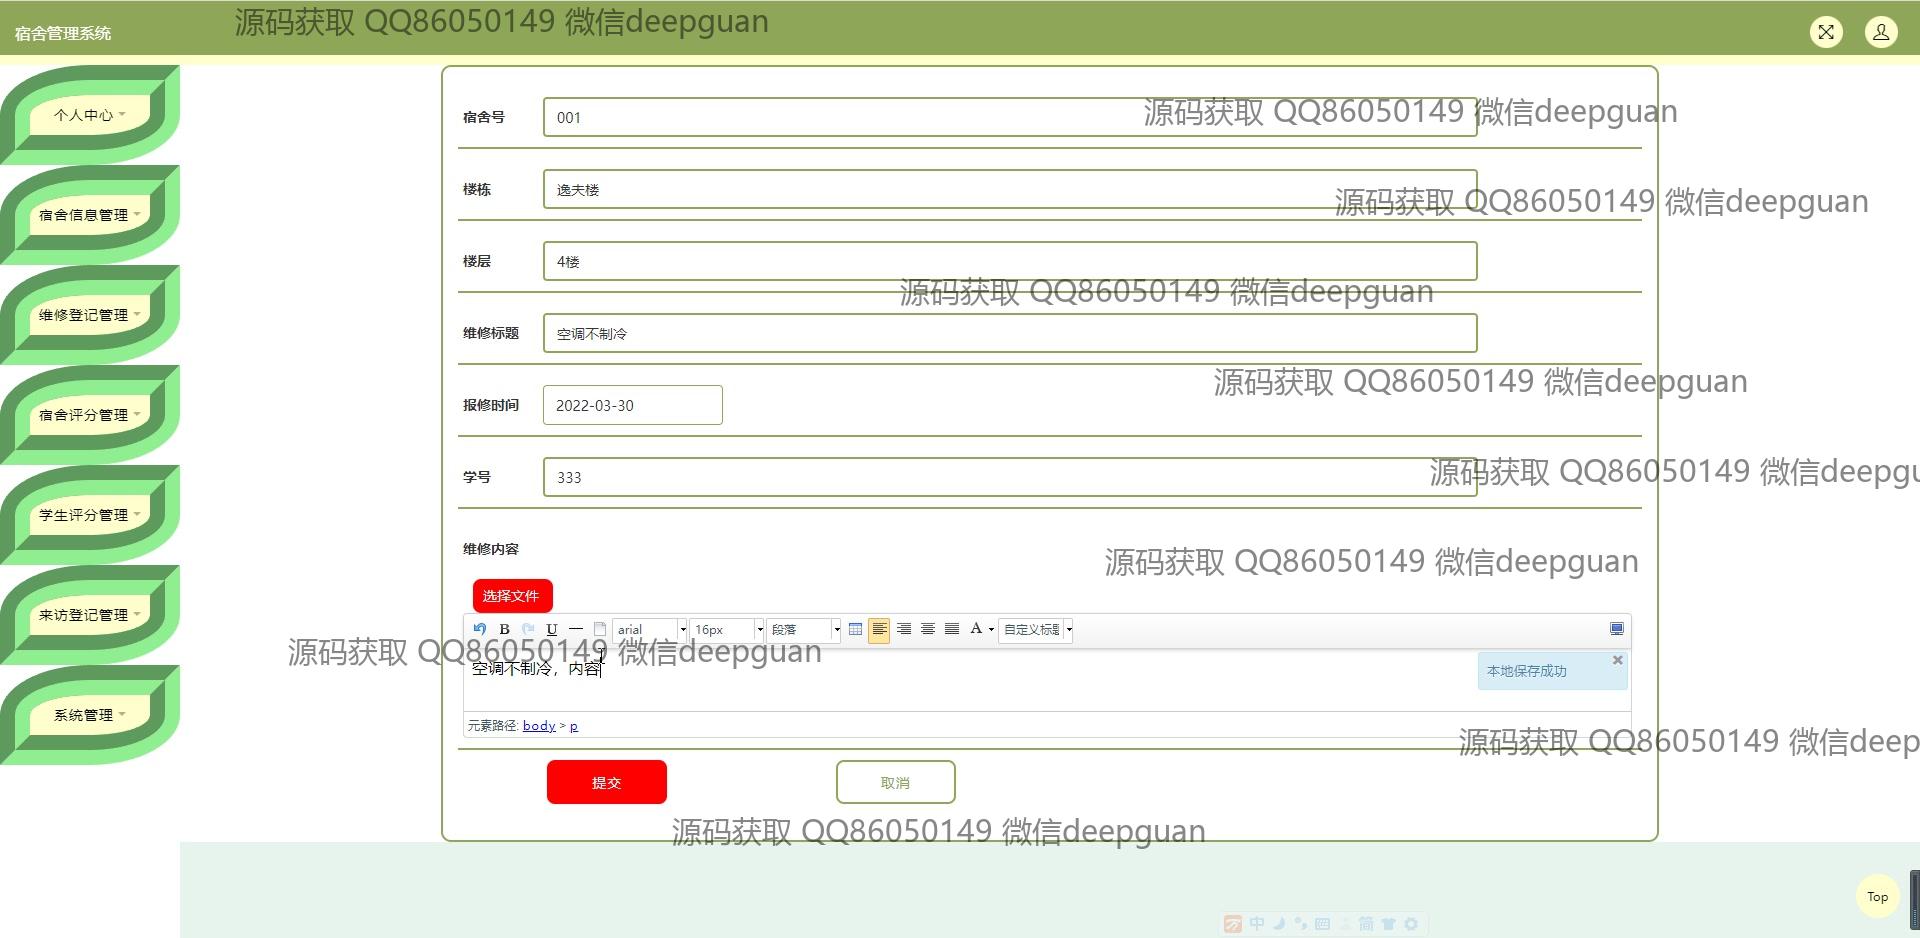 宿舍管理系统
源码获取 QQ86050149 微信deepguan
个人中心
宿舍信息管理
维修登记管理
宿舍评分管理
学生评分管理
来访登记管理
系统管理
宿舍号 001
源码获取 QQ86050149 微信deepguan
楼栋 逸夫楼
源码获取 QQ86050149 微信deepguan
楼层 4楼
源码获取 QQ86050149 微信deepguan
维修标题 空调不制冷
源码获取 QQ86050149 微信deepguan
报修时间 2022-03-30
学号 333
源码获取 QQ86050149 微信deepgu
维修内容
源码获取 QQ86050149 微信deepguan
选择文件
B U arial 16px 段落 A 自定义标题
源码获取 QQ86050149 微信deepguan
空调不制冷，内容
本地保存成功
元素路径: body > p
源码获取 QQ86050149 微信deep
提交 取消
源码获取 QQ86050149 微信deepguan
Top
中 简